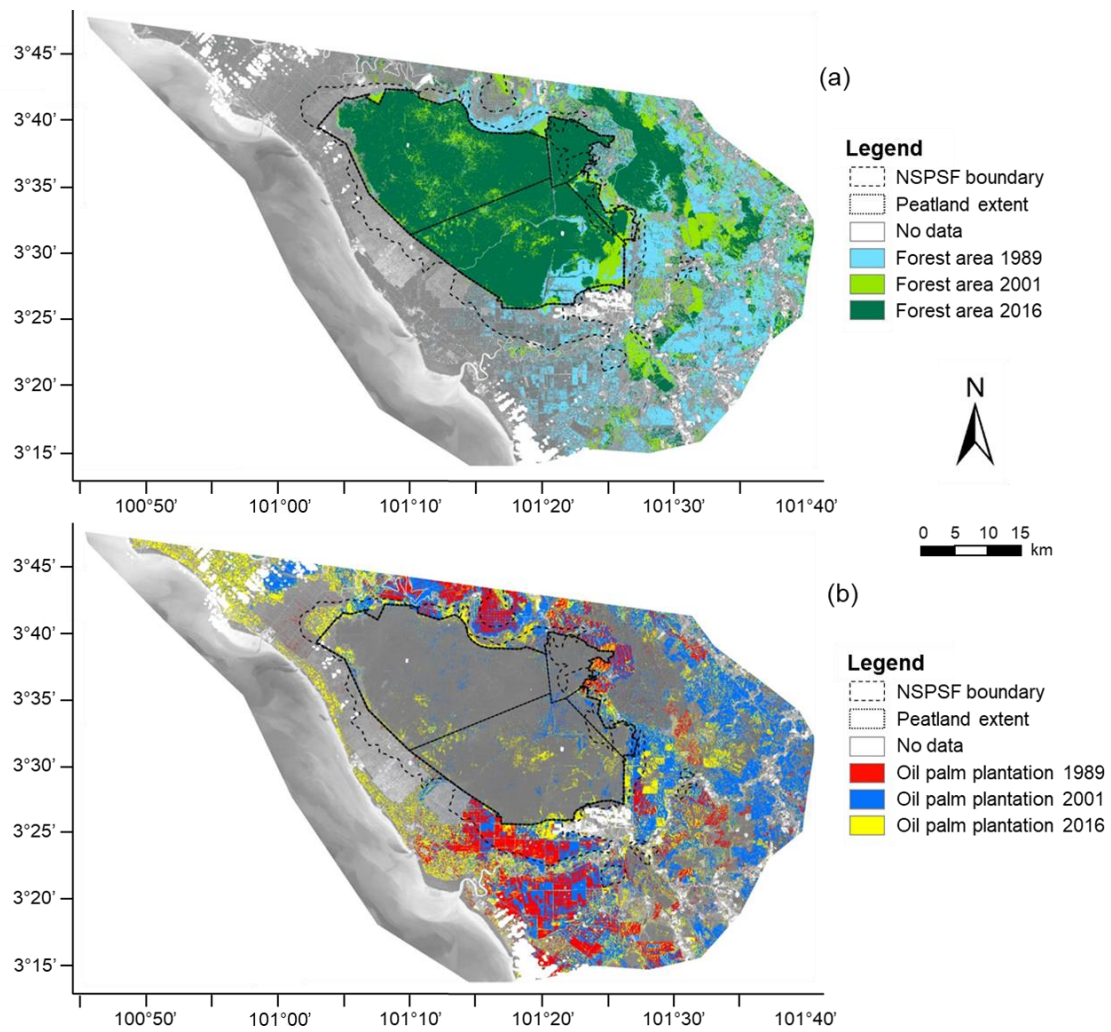 (a)
3°45’
3°40’
3°35’
3°30’
3°25’
3°20’
3°15’
100°50’ 101°00’ 101°10’ 101°20’ 101°30’ 101°40’
Legend
NSPSF boundary
Peatland extent
No data
Forest area 1989
Forest area 2001
Forest area 2016
N
0 5 10 15
km
(b)
3°45’
3°40’
3°35’
3°30’
3°25’
3°20’
3°15’
100°50’ 101°00’ 101°10’ 101°20’ 101°30’ 101°40’
Legend
NSPSF boundary
Peatland extent
No data
Oil palm plantation 1989
Oil palm plantation 2001
Oil palm plantation 2016